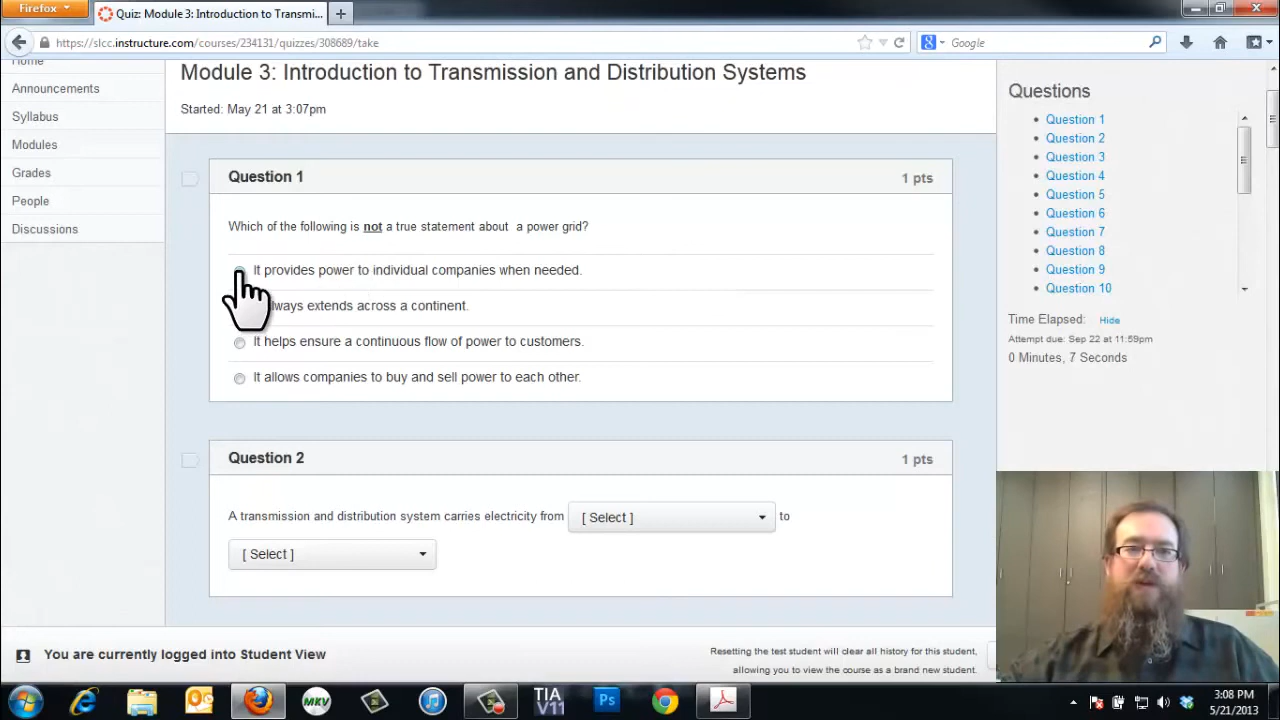 Firefox
Quiz: Module 3: Introduction to Transmi...
https://slcc.instructure.com/courses/234131/quizzes/308689/take
Google
Home
Announcements
Syllabus
Modules
Grades
People
Discussions
Module 3: Introduction to Transmission and Distribution Systems
Started: May 21 at 3:07pm
Question 1
1 pts
Which of the following is not a true statement about a power grid?
It provides power to individual companies when needed.
always extends across a continent.
It helps ensure a continuous flow of power to customers.
It allows companies to buy and sell power to each other.
Question 2
1 pts
A transmission and distribution system carries electricity from [ Select ] to
[ Select ]
Questions
Question 1
Question 2
Question 3
Question 4
Question 5
Question 6
Question 7
Question 8
Question 9
Question 10
Time Elapsed: Hide
Attempt due: Sep 22 at 11:59pm
0 Minutes, 7 Seconds
You are currently logged into Student View
Resetting the test student will clear all history for this student,
allowing you to view the course as a brand new student.
MKV
TIA
V11
Ps
3:08 PM
5/21/2013